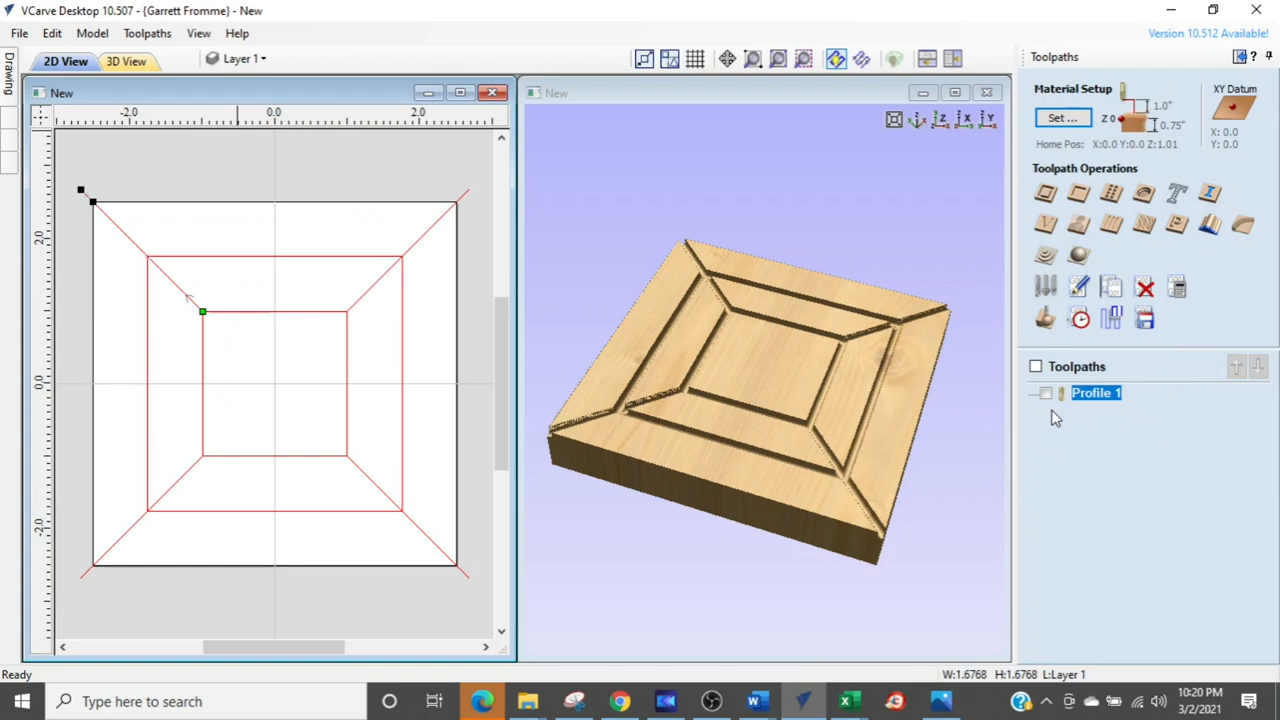 VCarve Desktop 10.507 - {Garrett Fromme} - New
File Edit Model Toolpaths View Help
Version 10.512 Available!
Drawing
2D View 3D View Layer 1
Toolpaths ?
New
New
-2.0 0.0 2.0
2.0
0.0
-2.0
Z X Y
Material Setup
Set ...
Z 0
1.0"
0.75"
XY Datum
X: 0.0
Y: 0.0
Home Pos: X:0.0 Y:0.0 Z:1.01
Toolpath Operations
Toolpaths
Profile 1
Ready
W:1.6768 H:1.6768 L:Layer 1
Type here to search
10:20 PM
3/2/2021